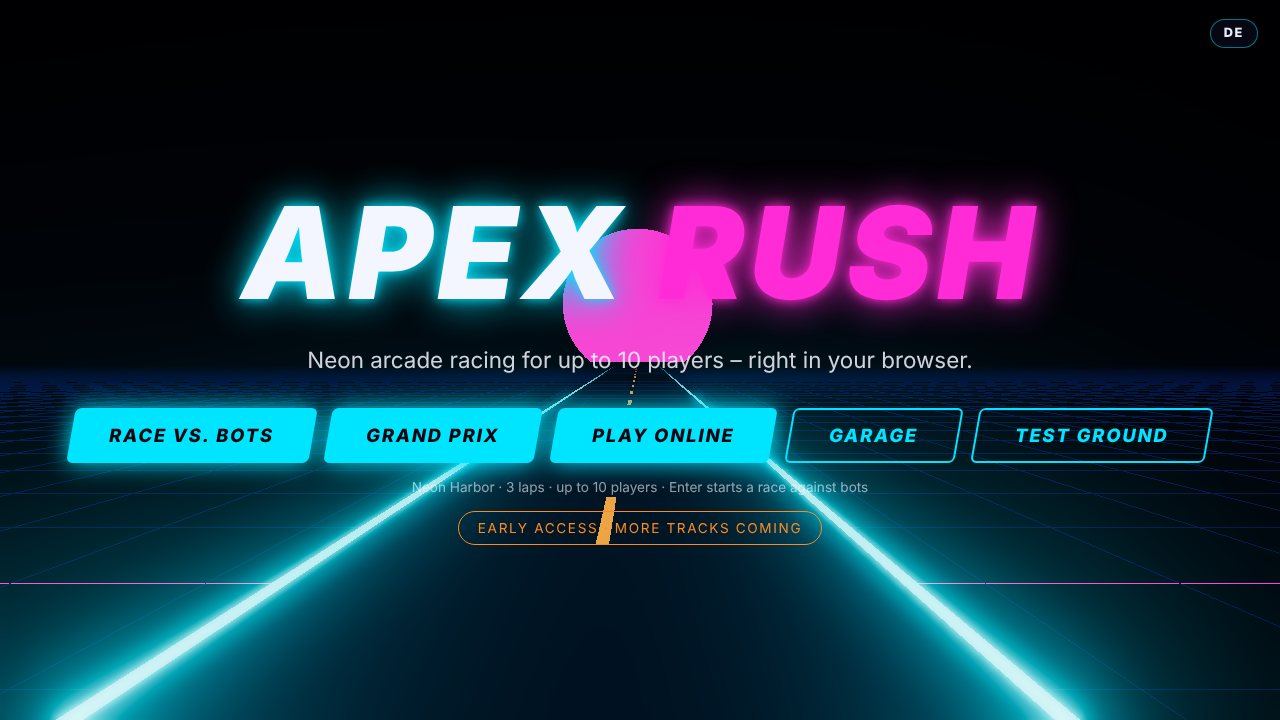 DE
APEX RUSH
Neon arcade racing for up to 10 players – right in your browser.
RACE VS. BOTS
GRAND PRIX
PLAY ONLINE
GARAGE
TEST GROUND
Neon Harbor · 3 laps · up to 10 players · Enter starts a race against bots
EARLY ACCESS MORE TRACKS COMING